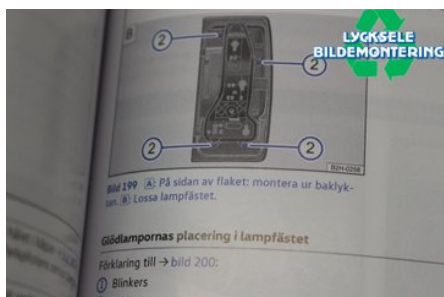 LYCKSELE
BILDEMONTERING
B
2
2
2
2
B2H-0256
Bild 199 A: På sidan av flaket: montera ur baklyk-
tan. B: Lossa lampfästet.
Glödlampornas placering i lampfästet
Förklaring till → bild 200:
1 Blinkers